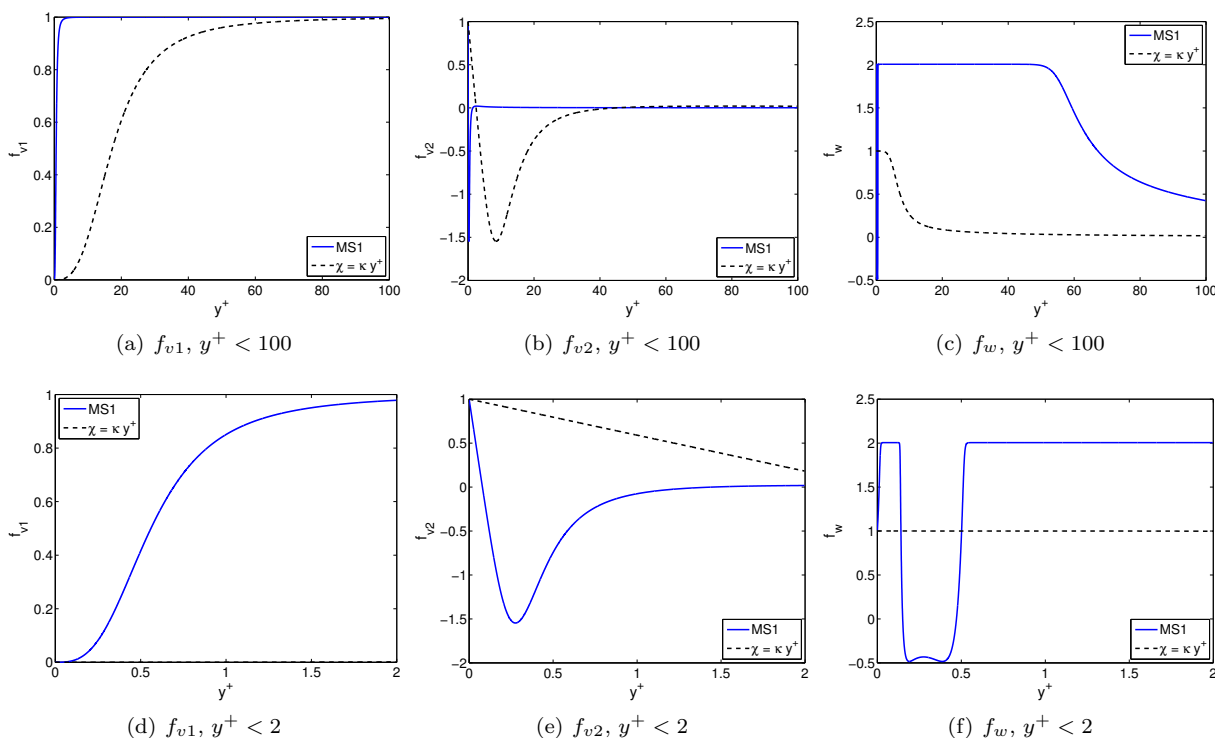 1
0.8
0.6
0.4
0.2
0
f_v1
MS1
χ = κ y⁺
0 20 40 60 80 100
y⁺
(a) f_v1, y⁺ < 100
1
0.5
0
−0.5
−1
−1.5
−2
f_v2
MS1
χ = κ y⁺
0 20 40 60 80 100
y⁺
(b) f_v2, y⁺ < 100
2.5
2
1.5
1
0.5
0
−0.5
f_w
MS1
χ = κ y⁺
0 20 40 60 80 100
y⁺
(c) f_w, y⁺ < 100
1
0.8
0.6
0.4
0.2
0
f_v1
MS1
χ = κ y⁺
0 0.5 1 1.5 2
y⁺
(d) f_v1, y⁺ < 2
1
0.5
0
−0.5
−1
−1.5
−2
f_v2
MS1
χ = κ y⁺
0 0.5 1 1.5 2
y⁺
(e) f_v2, y⁺ < 2
2.5
2
1.5
1
0.5
0
−0.5
f_w
MS1
χ = κ y⁺
0 0.5 1 1.5 2
y⁺
(f) f_w, y⁺ < 2